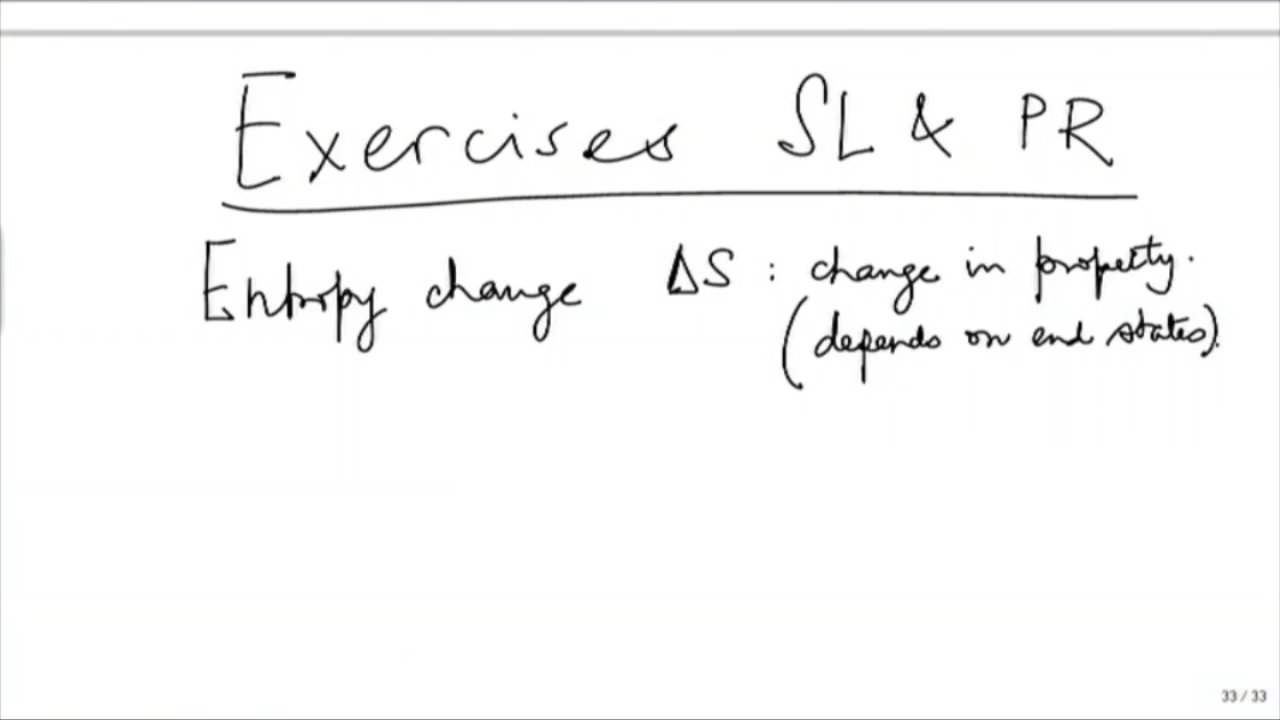 Exercises SL & PR
Entropy change ΔS : change in property.
(depends on end states).
33 / 33